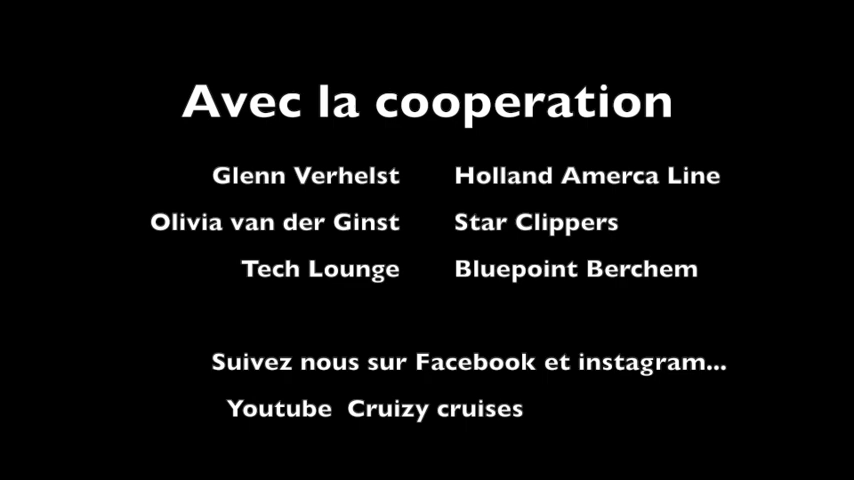 Avec la cooperation
Glenn Verhelst Holland Amerca Line
Olivia van der Ginst Star Clippers
Tech Lounge Bluepoint Berchem
Suivez nous sur Facebook et instagram...
Youtube Cruizy cruises